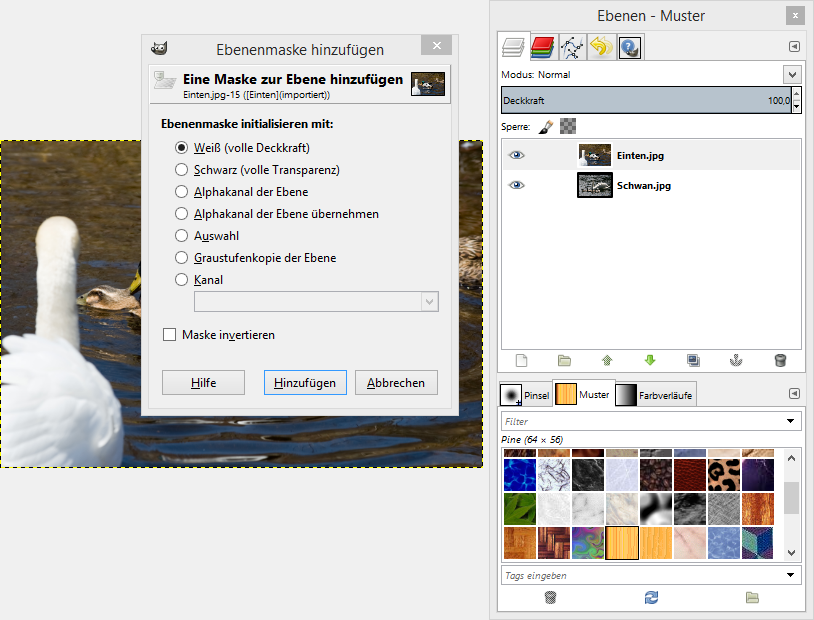 Ebenen - Muster
Ebenenmaske hinzufügen
Eine Maske zur Ebene hinzufügen
Einten.jpg-15 ([Einten](importiert))
Ebenenmaske initialisieren mit:
Weiß (volle Deckkraft)
Schwarz (volle Transparenz)
Alphakanal der Ebene
Alphakanal der Ebene übernehmen
Auswahl
Graustufenkopie der Ebene
Kanal
Maske invertieren
Hilfe
Hinzufügen
Abbrechen
Modus: Normal
Deckkraft 100,0
Sperre:
Einten.jpg
Schwan.jpg
Pinsel Muster Farbverläufe
Filter
Pine (64 × 56)
Tags eingeben